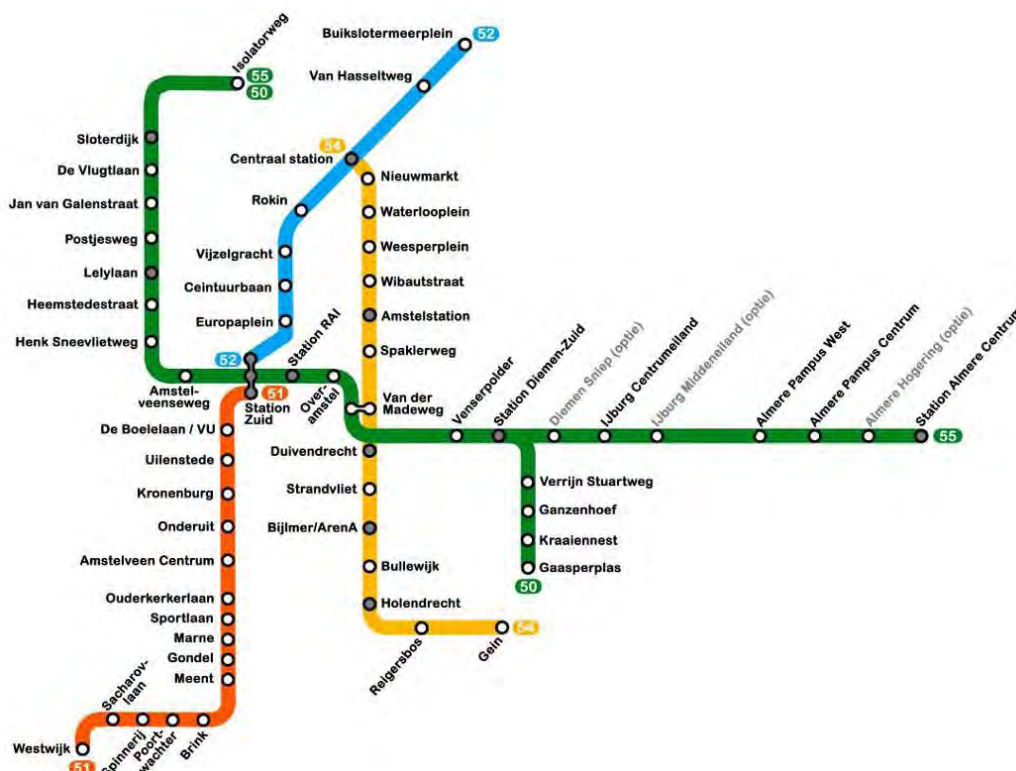 Isolatorweg
55
50
Sloterdijk
De Vlugtlaan
Jan van Galenstraat
Postjesweg
Lelylaan
Heemstedestraat
Henk Sneevlietweg
Amstel-
veenseweg
Buikslotermeerplein
52
Van Hasseltweg
54
Centraal station
Rokin
Vijzelgracht
Ceintuurbaan
Europaplein
52
Station RAI
Over-
amstel
51
Station
Zuid
Nieuwmarkt
Waterlooplein
Weesperplein
Wibautstraat
Amstelstation
Spaklerweg
Van der
Madeweg
Duivendrecht
Strandvliet
Bijlmer/ArenA
Bullewijk
Holendrecht
Reigersbos
Gein
54
Venserpolder
Station Diemen-Zuid
Diemen Sniep (optie)
IJburg Centrumeiland
IJburg Middeneiland (optie)
Almere Pampus West
Almere Pampus Centrum
Almere Hogering (optie)
Station Almere Centrum
55
Verrijn Stuartweg
Ganzenhoef
Kraaiennest
Gaasperplas
50
De Boelelaan / VU
Uilenstede
Kronenburg
Onderuit
Amstelveen Centrum
Ouderkerkerlaan
Sportlaan
Marne
Gondel
Meent
Brink
Poort-
wachter
Spinnerij
Sacharov-
laan
Westwijk
51